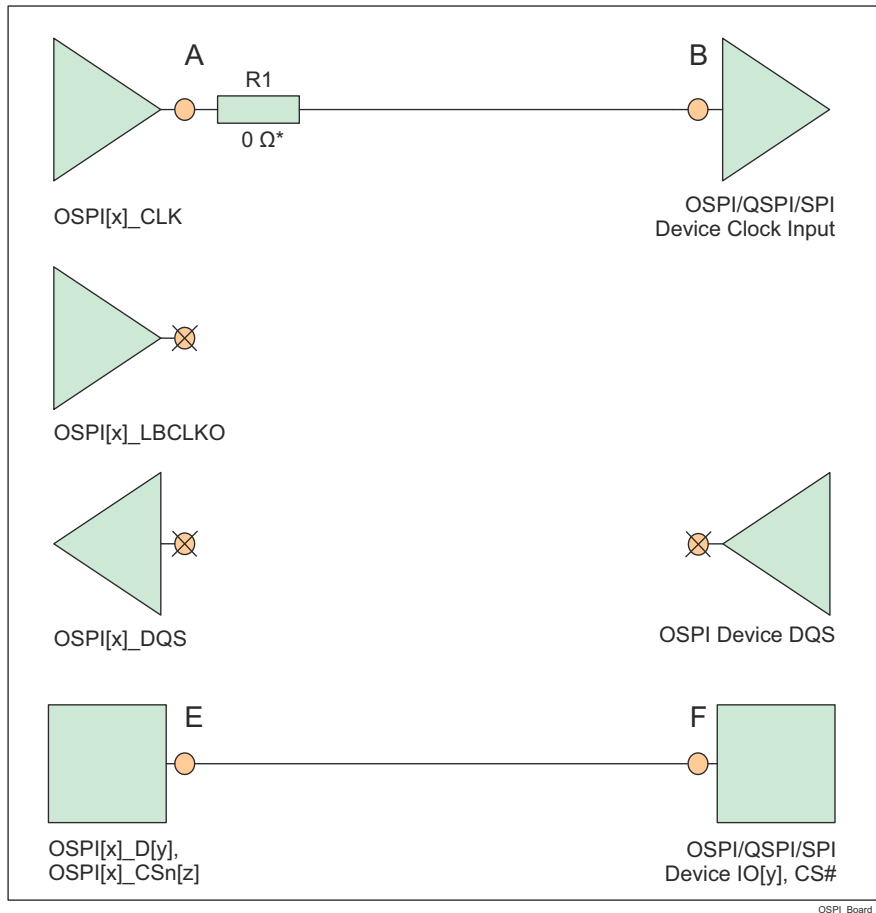 A
R1
0 Ω*
B
OSPI[x]_CLK
OSPI/QSPI/SPI
Device Clock Input
OSPI[x]_LBCLKO
OSPI[x]_DQS
OSPI Device DQS
E
F
OSPI[x]_D[y],
OSPI[x]_CSn[z]
OSPI/QSPI/SPI
Device IO[y], CS#
OSPI_Board